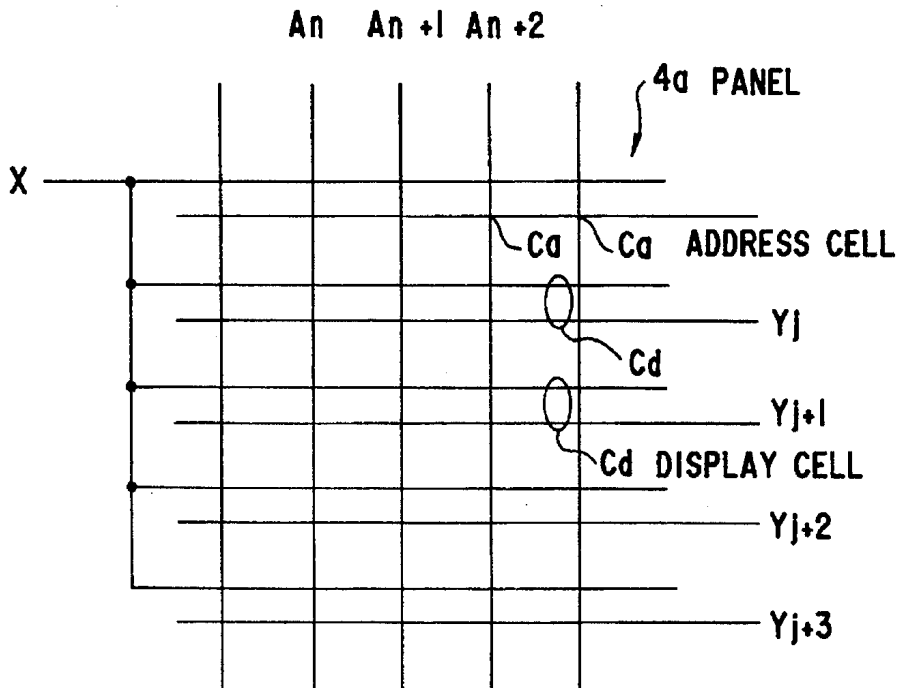 An An +1 An +2
4a PANEL
X
Ca Ca ADDRESS CELL
Yj
Cd
Yj+1
Cd DISPLAY CELL
Yj+2
Yj+3